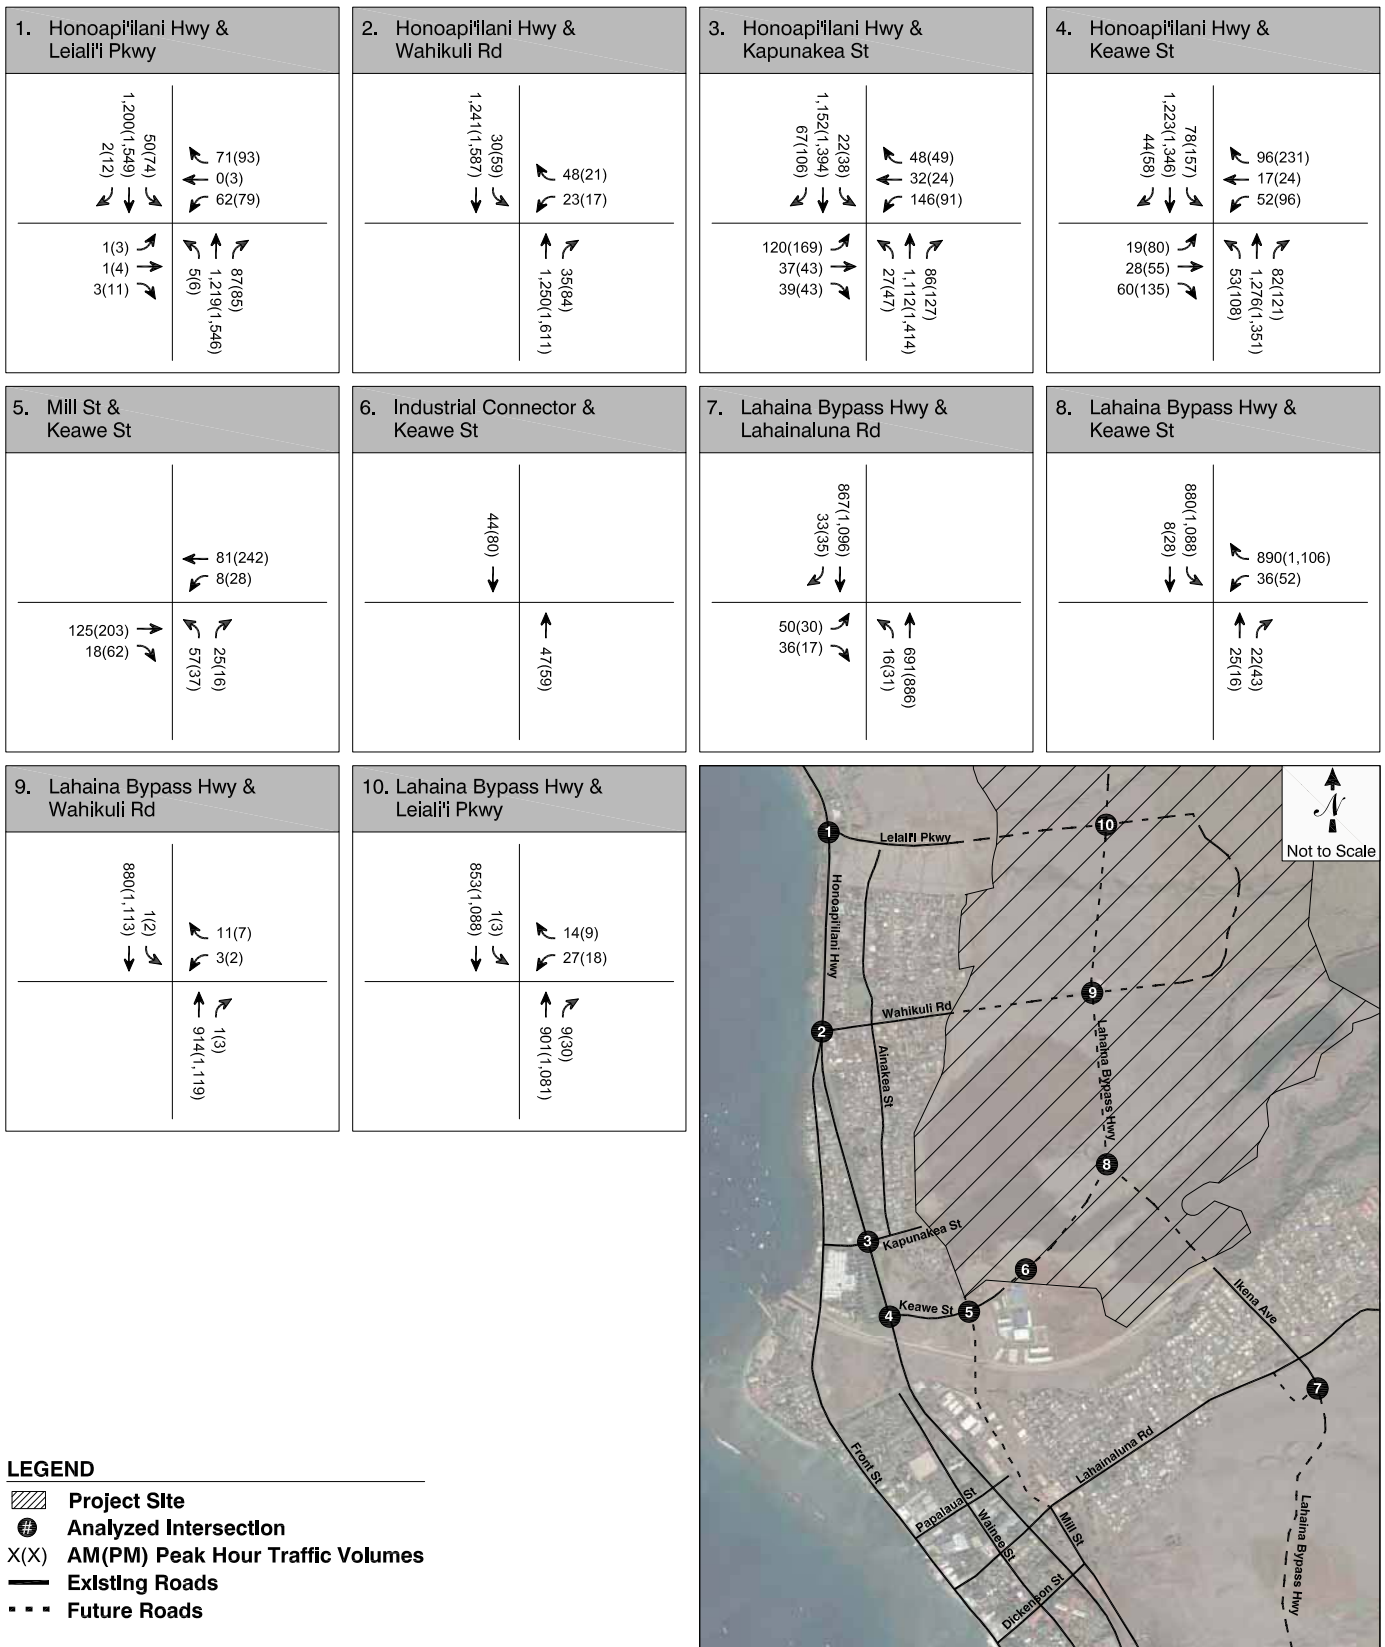 1. Honoapi'ilani Hwy &
Leiali'i Pkwy
1,200(1,549)
50(74)
2(12)
71(93)
0(3)
62(79)
1(3)
1(4)
3(11)
5(6)
1,219(1,546)
87(85)
2. Honoapi'ilani Hwy &
Wahikuli Rd
1,241(1,587)
30(59)
48(21)
23(17)
1,250(1,611)
35(84)
3. Honoapi'ilani Hwy &
Kapunakea St
67(106)
1,152(1,394)
22(38)
48(49)
32(24)
146(91)
120(169)
37(43)
39(43)
27(47)
1,112(1,414)
86(127)
4. Honoapi'ilani Hwy &
Keawe St
44(58)
1,223(1,346)
78(157)
96(231)
17(24)
52(96)
19(80)
28(55)
60(135)
53(108)
1,276(1,351)
82(121)
5. Mill St &
Keawe St
81(242)
8(28)
125(203)
18(62)
57(37)
25(16)
6. Industrial Connector &
Keawe St
44(80)
47(59)
7. Lahaina Bypass Hwy &
Lahainaluna Rd
33(35)
867(1,096)
50(30)
36(17)
16(31)
691(886)
8. Lahaina Bypass Hwy &
Keawe St
8(28)
880(1,088)
890(1,106)
36(52)
25(16)
22(43)
9. Lahaina Bypass Hwy &
Wahikuli Rd
880(1,113)
1(2)
11(7)
3(2)
914(1,119)
1(3)
10. Lahaina Bypass Hwy &
Leiali'i Pkwy
853(1,088)
1(3)
14(9)
27(18)
901(1,081)
9(30)
N
Not to Scale
1
Leiali'i Pkwy
10
Honoapi'ilani Hwy
2
Wahikuli Rd
9
Ainakea St
Lahaina Bypass Hwy
8
3
Kapunakea St
6
4
Keawe St
5
Ikena Ave
7
Lahainaluna Rd
Front St
Papalaua St
Wainee St
Mill St
Dickenson St
Lahaina Bypass Hwy
LEGEND
Project Site
# Analyzed Intersection
X(X) AM(PM) Peak Hour Traffic Volumes
Existing Roads
Future Roads